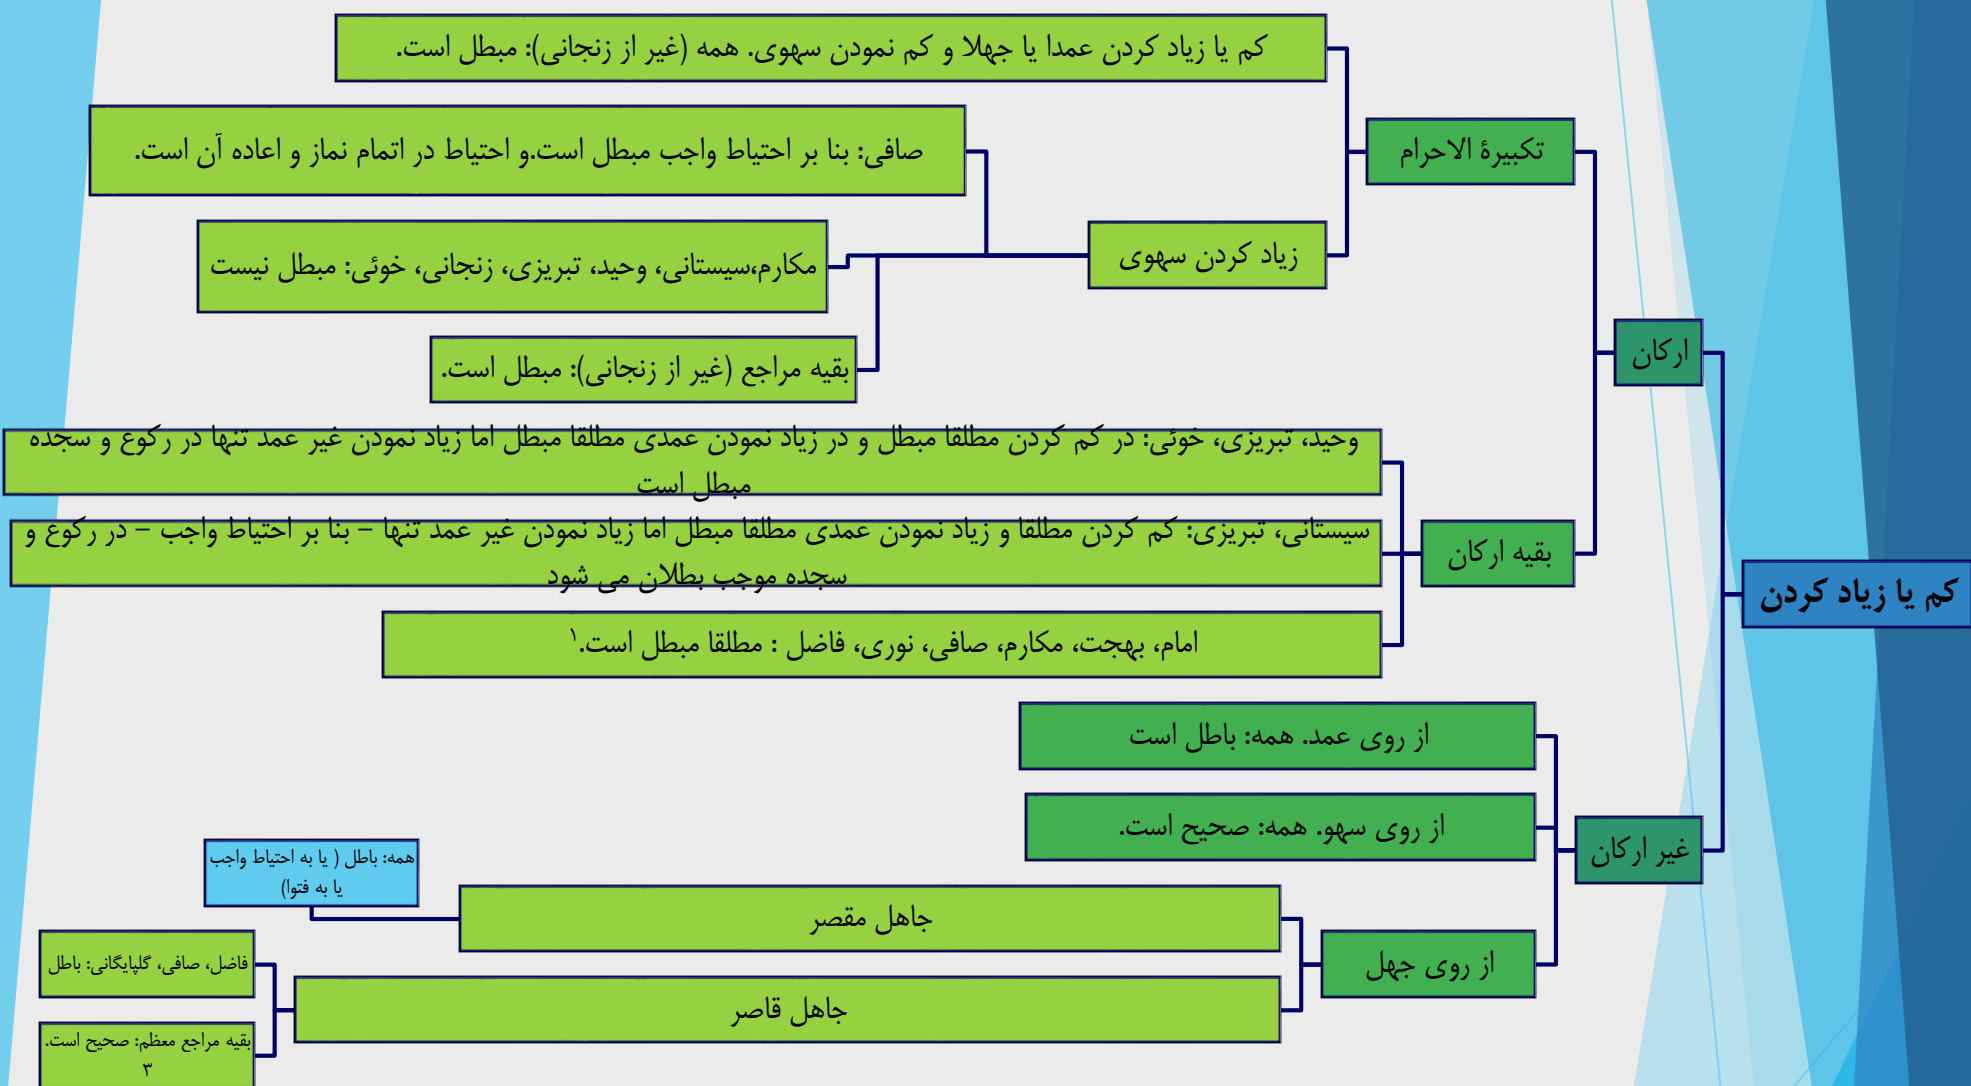 کم یا زیاد کردن
ارکان
تکبیرة الاحرام
کم یا زیاد کردن عمدا یا جهلا و کم نمودن سهوی. همه (غیر از زنجانی): مبطل است.
زیاد کردن سهوی
صافی: بنا بر احتیاط واجب مبطل است.و احتیاط در اتمام نماز و اعاده آن است.
مکارم،سیستانی، وحید، تبریزی، زنجانی، خوئی: مبطل نیست
بقیه مراجع (غیر از زنجانی): مبطل است.
بقیه ارکان
وحید، تبریزی، خوئی: در کم کردن مطلقا مبطل و در زیاد نمودن عمدی مطلقا مبطل اما زیاد نمودن غیر عمد تنها در رکوع و سجده
مبطل است
سیستانی، تبریزی: کم کردن مطلقا و زیاد نمودن عمدی مطلقا مبطل اما زیاد نمودن غیر عمد تنها – بنا بر احتیاط واجب – در رکوع و
سجده موجب بطلان می شود
امام، بهجت، مکارم، صافی، نوری، فاضل : مطلقا مبطل است.۱
غیر ارکان
از روی عمد. همه: باطل است
از روی سهو. همه: صحیح است.
از روی جهل
جاهل مقصر
همه: باطل ( یا به احتیاط واجب
یا به فتوا)
جاهل قاصر
فاضل، صافی، گلپایگانی: باطل
بقیه مراجع معظم: صحیح است.
۳